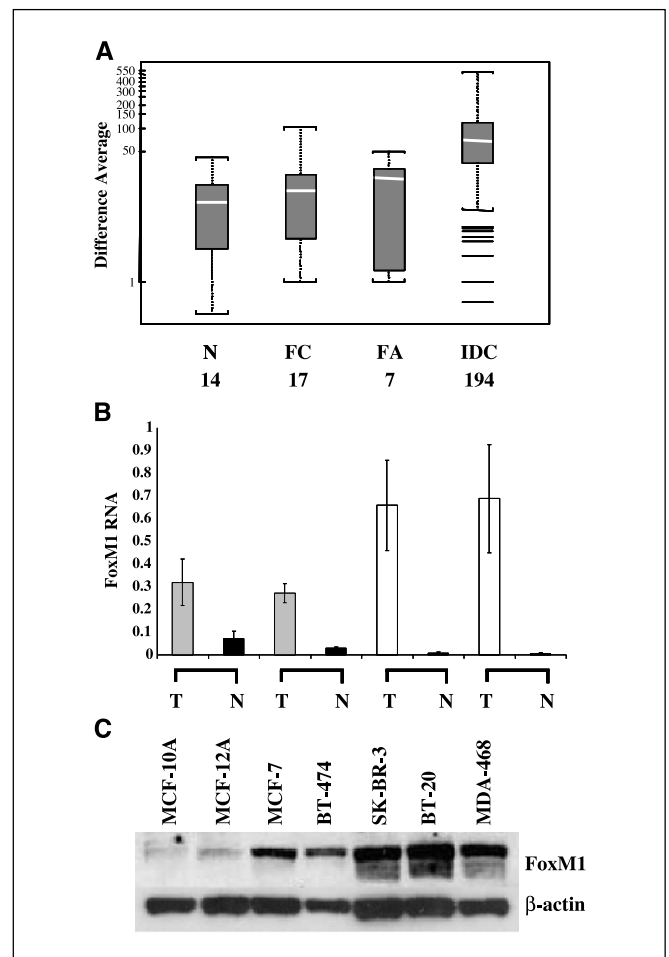 A
Difference Average
550
400
300
200
150
100
50
1
N FC FA IDC
14 17 7 194
B
FoxM1 RNA
1
0.9
0.8
0.7
0.6
0.5
0.4
0.3
0.2
0.1
0
T N T N T N T N
C
MCF-10A
MCF-12A
MCF-7
BT-474
SK-BR-3
BT-20
MDA-468
FoxM1
β-actin